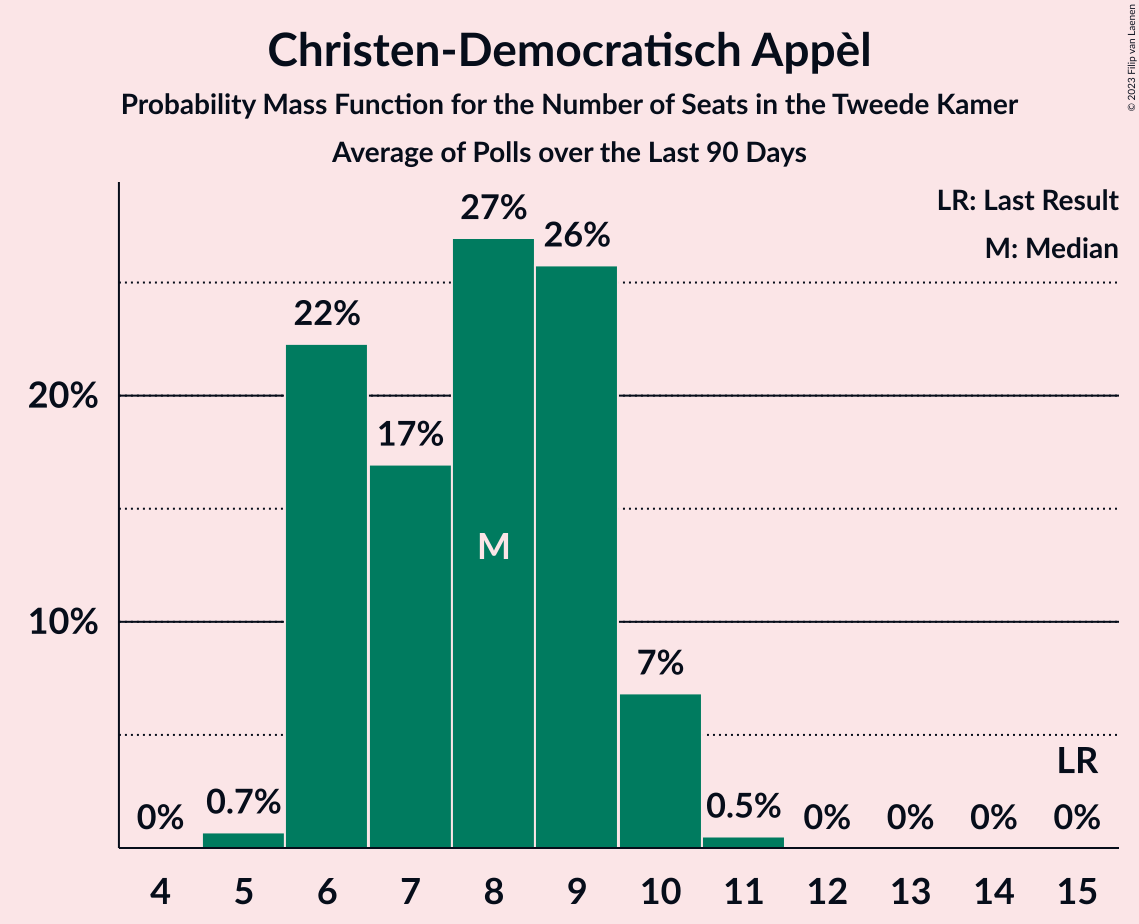 Christen-Democratisch Appèl
Probability Mass Function for the Number of Seats in the Tweede Kamer
Average of Polls over the Last 90 Days
© 2023 Filip van Laenen
LR: Last Result
M: Median
27%
26%
22%
20%
17%
M
10%
7%
LR
0%
0.7%
0.5%
0%
0%
0%
0%
4 5 6 7 8 9 10 11 12 13 14 15